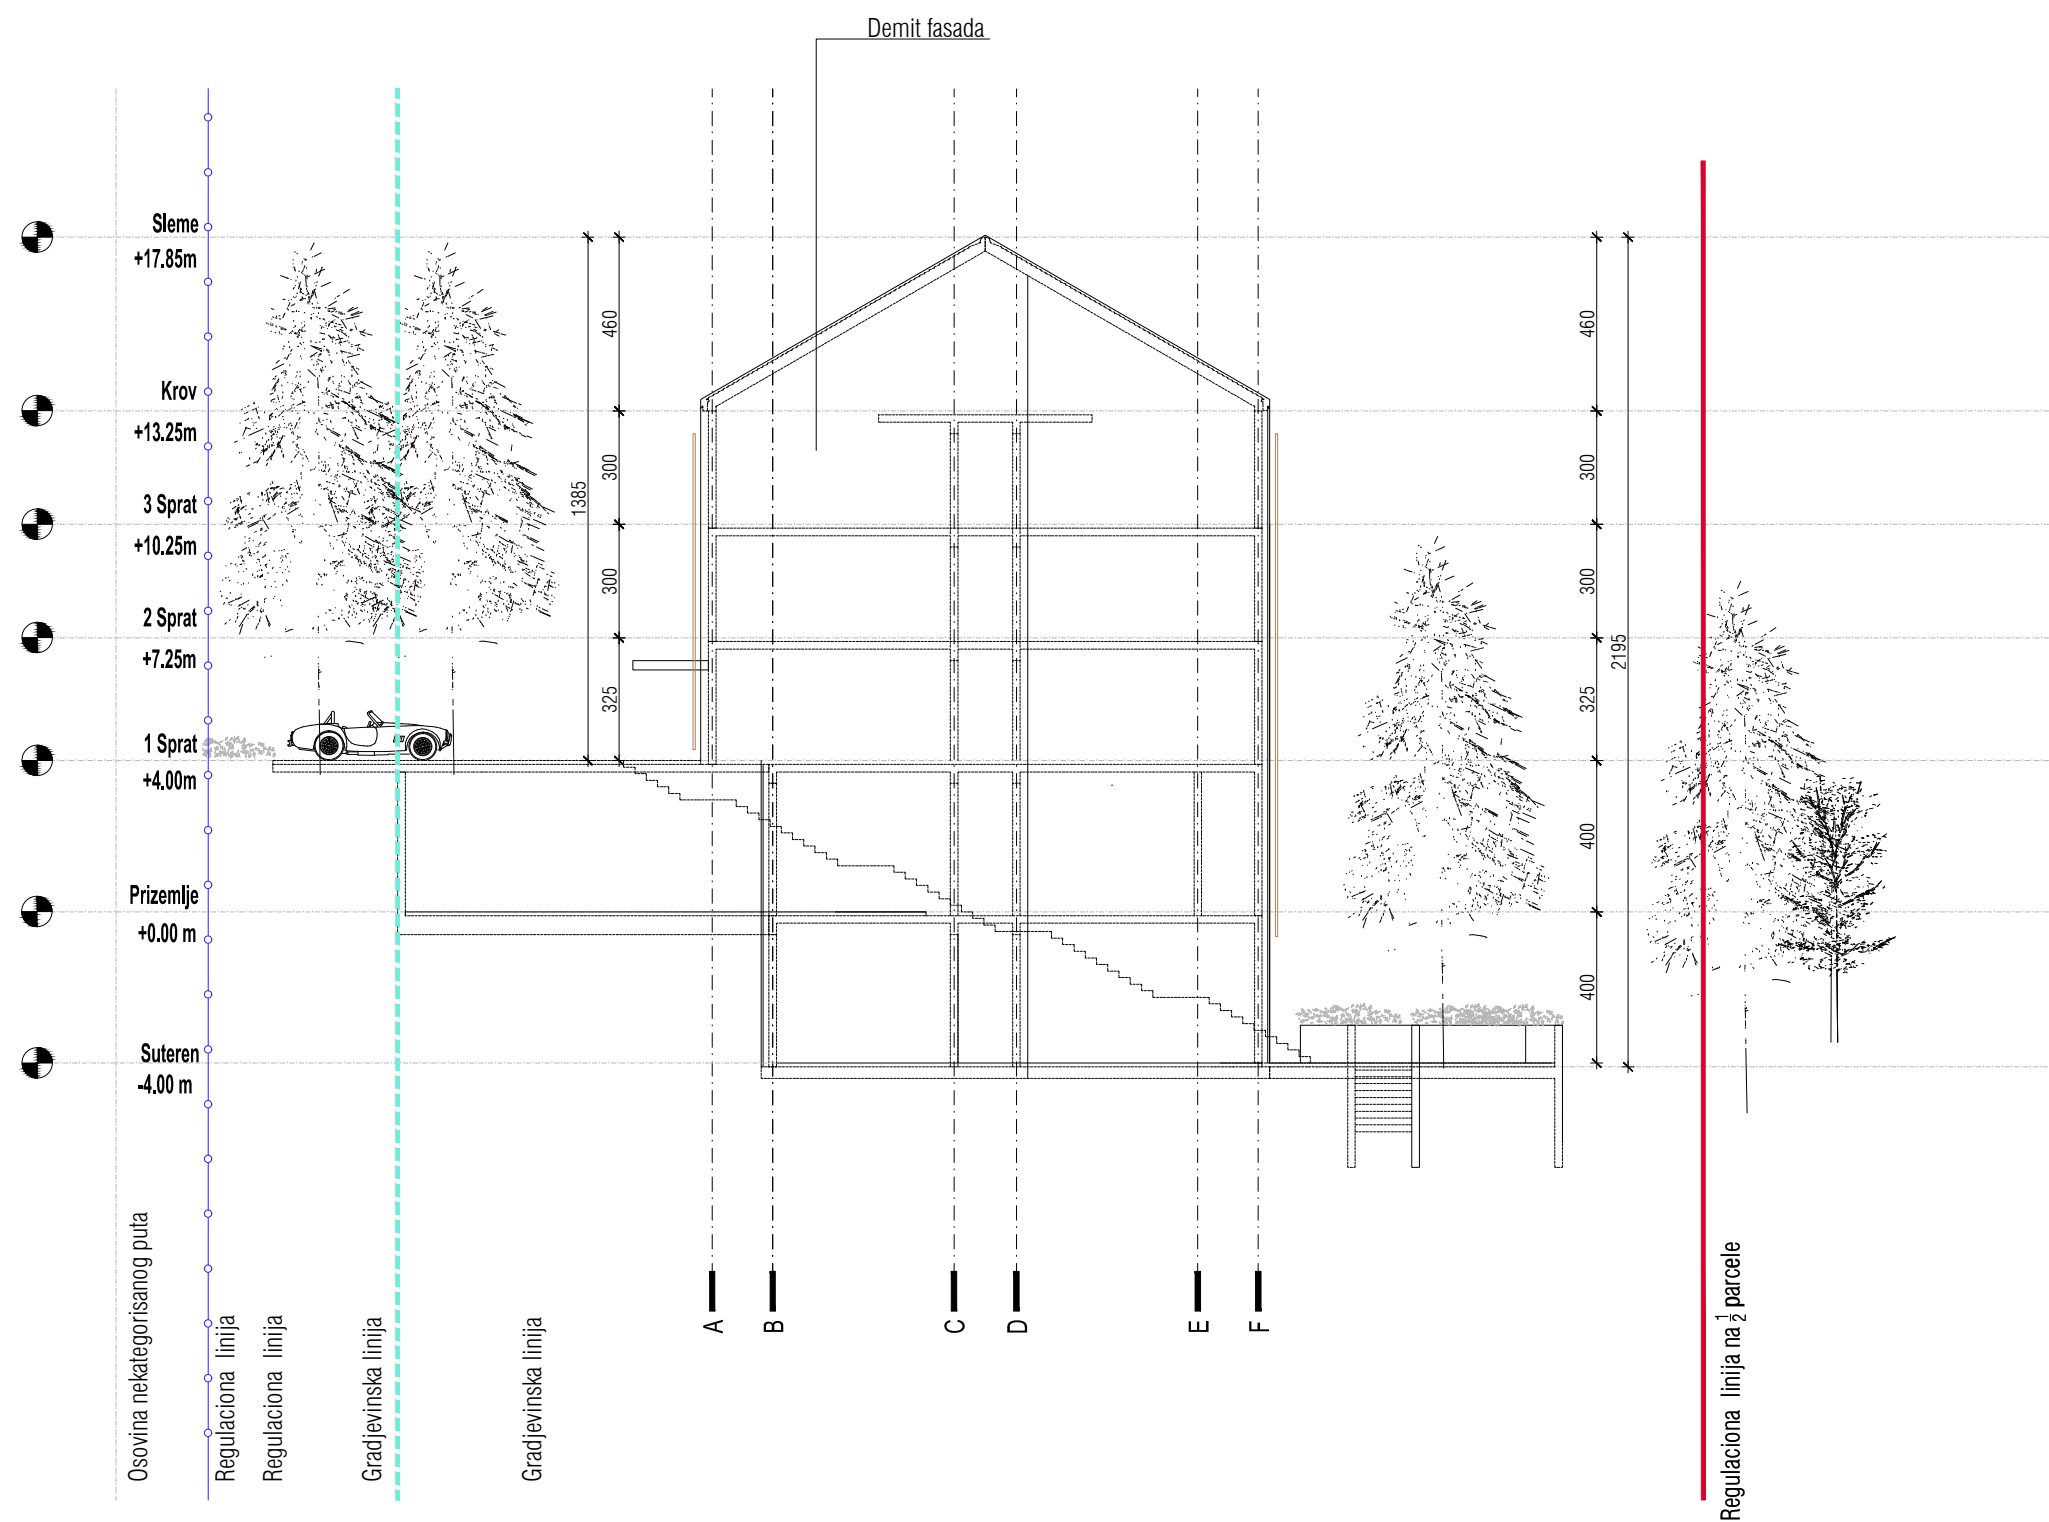 Demit fasada
Sleme
+17.85m
Krov
+13.25m
3 Sprat
+10.25m
2 Sprat
+7.25m
1 Sprat
+4.00m
Prizemlje
+0.00 m
Suteren
-4.00 m
1385
460
300
300
325
460
300
300
325
400
400
2195
A
B
C
D
E
F
Osovina nekategorisanog puta
Regulaciona linija
Regulaciona linija
Gradjevinska linija
Gradjevinska linija
Regulaciona linija na 1/2 parcele